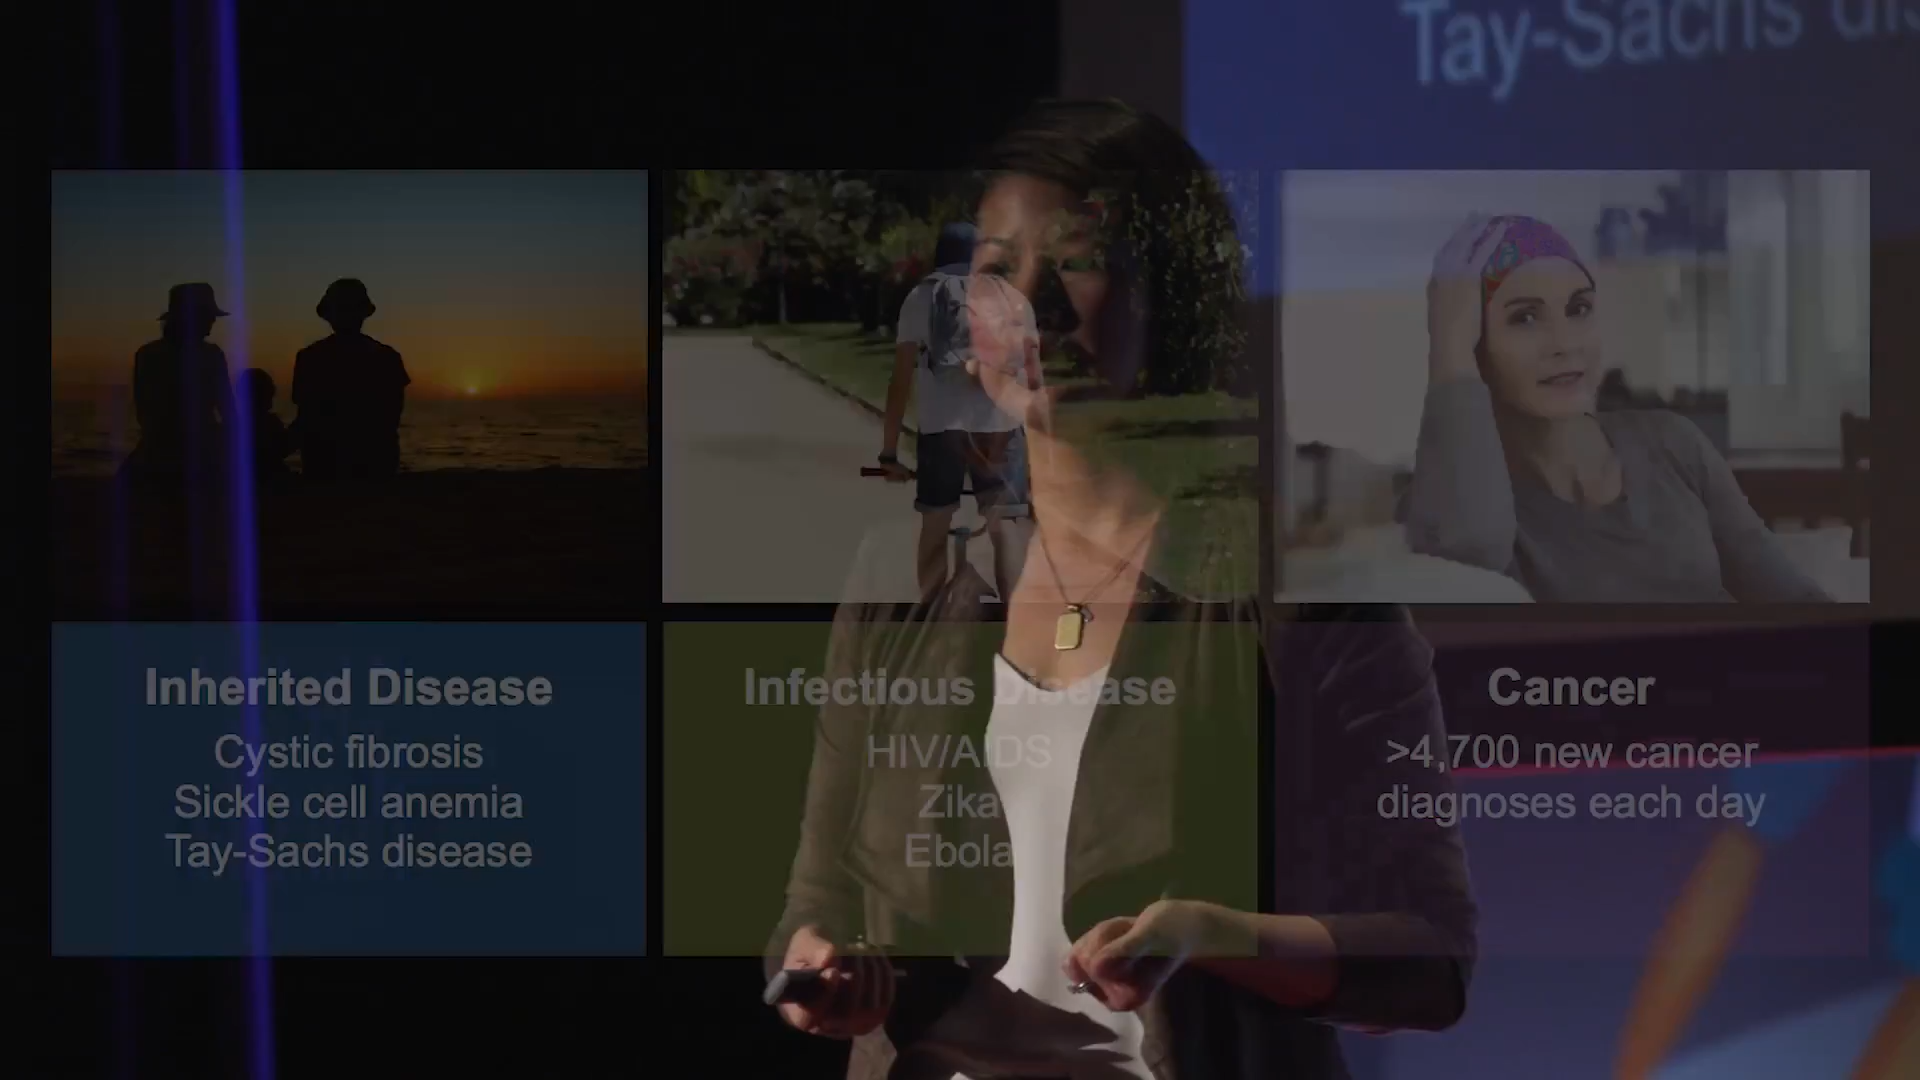 Tay-Sachs dis
Inherited Disease
Cystic fibrosis
Sickle cell anemia
Tay-Sachs disease
Infectious Disease
HIV/AIDS
Zika
Ebola
Cancer
>4,700 new cancer
diagnoses each day